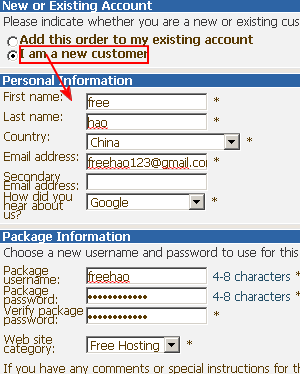 New or Existing Account
Please indicate whether you are a new or existing cus
Add this order to my existing account
I am a new customer
Personal Information
First name: free *
Last name: hao *
Country: China *
Email address: freehao123@gmail.con *
Secondary
Email address:
How did you
hear about
us? Google *
Package Information
Choose a new username and password to use for this
Package
username: freehao 4-8 characters *
Package
password: •••••••••••• 4-8 characters *
Verify package
password: •••••••••••• *
Web site
category: Free Hosting *
If you have any comments or special instructions for th